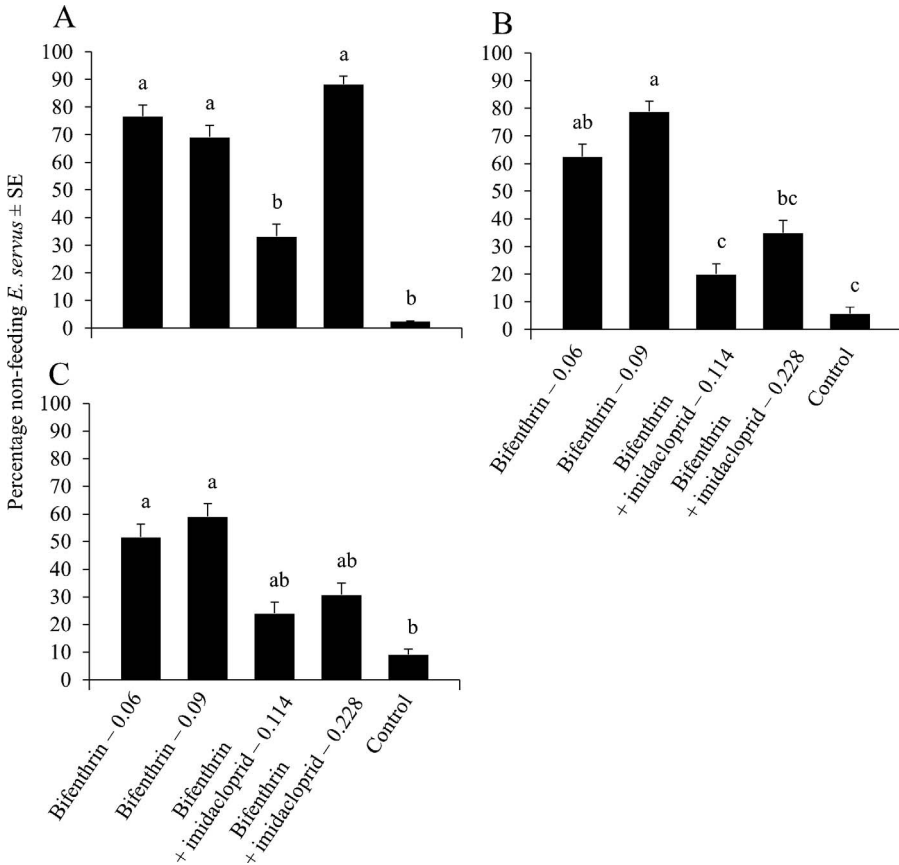 A
100
90
80
70
60
50
40
30
20
10
0
a
a
b
a
b
B
100
90
80
70
60
50
40
30
20
10
0
ab
a
c
bc
c
Bifenthrin – 0.06
Bifenthrin – 0.09
Bifenthrin
+ imidacloprid – 0.114
Bifenthrin
+ imidacloprid – 0.228
Control
Percentage non-feeding E. servus ± SE
C
100
90
80
70
60
50
40
30
20
10
0
a
a
ab
ab
b
Bifenthrin – 0.06
Bifenthrin – 0.09
Bifenthrin
+ imidacloprid – 0.114
Bifenthrin
+ imidacloprid – 0.228
Control